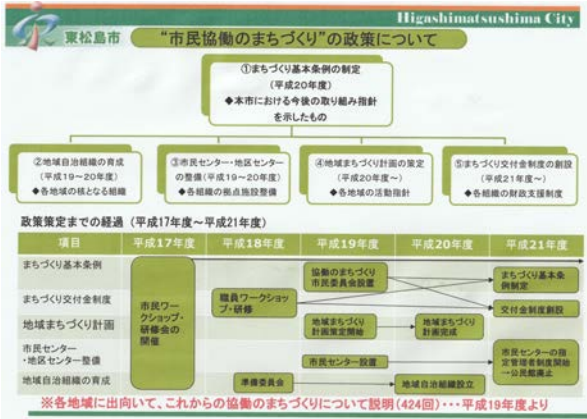 Higashimatsushima City
東松島市
“市民協働のまちづくり”の政策について
①まちづくり基本条例の制定
(平成20年度)
◆本市における今後の取り組み指針
を示したもの
②地域自治組織の育成
(平成19~20年度)
◆各地域の核となる組織
③市民センター・地区センター
の整備(平成19~20年度)
◆各組織の拠点施設整備
④地域まちづくり計画の策定
(平成20年度~)
◆各地域の活動指針
⑤まちづくり交付金制度の創設
(平成21年度~)
◆各組織の財政支援制度
政策策定までの経過(平成17年度~平成21年度)
項目 平成17年度 平成18年度 平成19年度 平成20年度 平成21年度
まちづくり基本条例
協働のまちづくり
市民委員会設置
まちづくり基本条
例制定
まちづくり交付金制度
市民ワー
クショップ・
研修会の
開催
職員ワークショッ
プ・研修
交付金制度創設
地域まちづくり計画
地域まちづくり
計画策定開始
地域まちづくり
計画完成
市民センター
・地区センター整備
市民センター設置
市民センターの指
定管理者制度開始
→公民館廃止
地域自治組織の育成
準備委員会
地域自治組織設立
※各地域に出向いて、これからの協働のまちづくりについて説明(424回)・・・平成19年度より